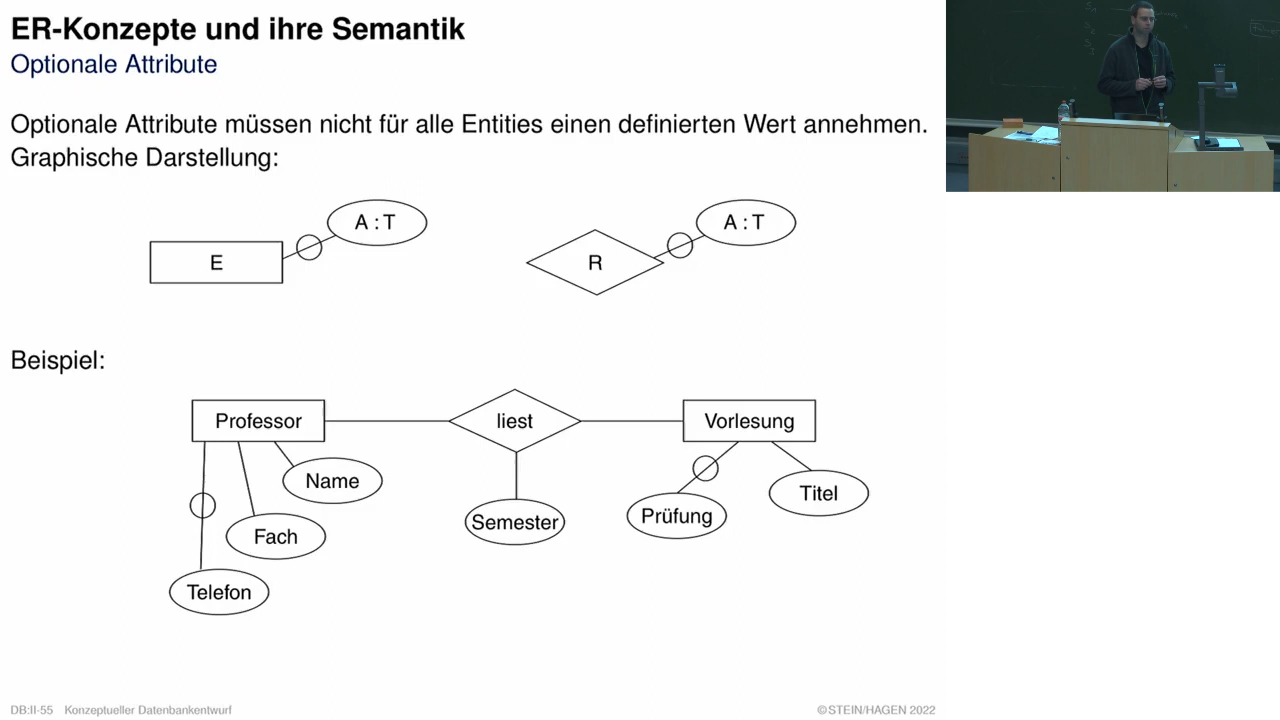 ER-Konzepte und ihre Semantik
Optionale Attribute
Optionale Attribute müssen nicht für alle Entities einen definierten Wert annehmen.
Graphische Darstellung:
A : T
E
A : T
R
Beispiel:
Professor
liest
Vorlesung
Name
Titel
Semester
Prüfung
Fach
Telefon
DB:II-55 Konzeptueller Datenbankentwurf
©STEIN/HAGEN 2022